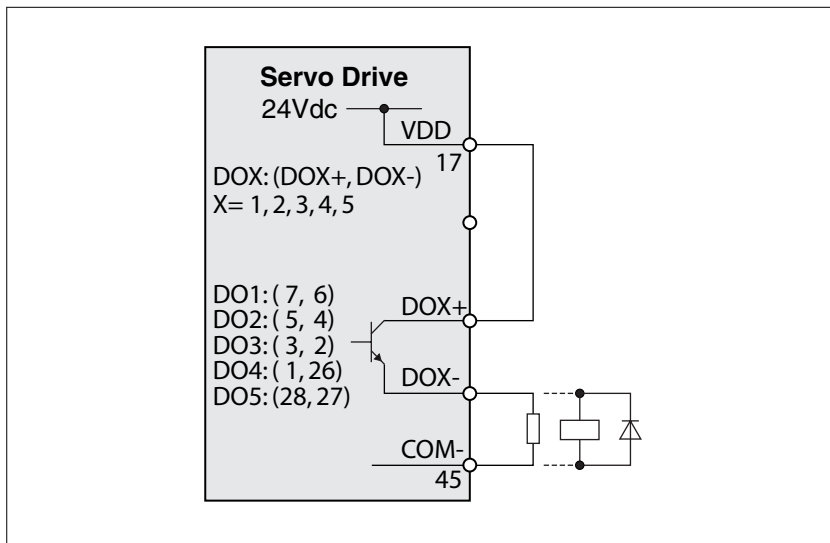 Servo Drive
24Vdc
VDD
17
DOX: (DOX+, DOX-)
X= 1, 2, 3, 4, 5
DO1: ( 7, 6)
DO2: ( 5, 4)
DO3: ( 3, 2)
DO4: ( 1, 26)
DO5: (28, 27)
DOX+
DOX-
COM-
45